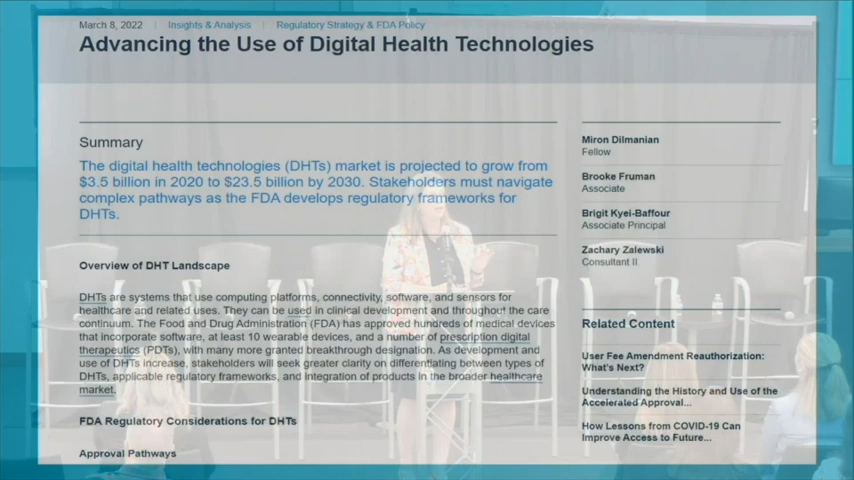 March 8, 2022 | Insights & Analysis | Regulatory Strategy & FDA Policy
Advancing the Use of Digital Health Technologies
Summary
The digital health technologies (DHTs) market is projected to grow from
$3.5 billion in 2020 to $23.5 billion by 2030. Stakeholders must navigate
complex pathways as the FDA develops regulatory frameworks for
DHTs.
Overview of DHT Landscape
DHTs are systems that use computing platforms, connectivity, software, and sensors for
healthcare and related uses. They can be used in clinical development and throughout the care
continuum. The Food and Drug Administration (FDA) has approved hundreds of medical devices
that incorporate software, at least 10 wearable devices, and a number of prescription digital
therapeutics (PDTs), with many more granted breakthrough designation. As development and
use of DHTs increase, stakeholders will seek greater clarity on differentiating between types of
DHTs, applicable regulatory frameworks, and integration of products in the broader healthcare
market.
FDA Regulatory Considerations for DHTs
Approval Pathways
Miron Dilmanian
Fellow
Brooke Fruman
Associate
Brigit Kyei-Baffour
Associate Principal
Zachary Zalewski
Consultant II
Related Content
User Fee Amendment Reauthorization:
What's Next?
Understanding the History and Use of the
Accelerated Approval...
How Lessons from COVID-19 Can
Improve Access to Future...